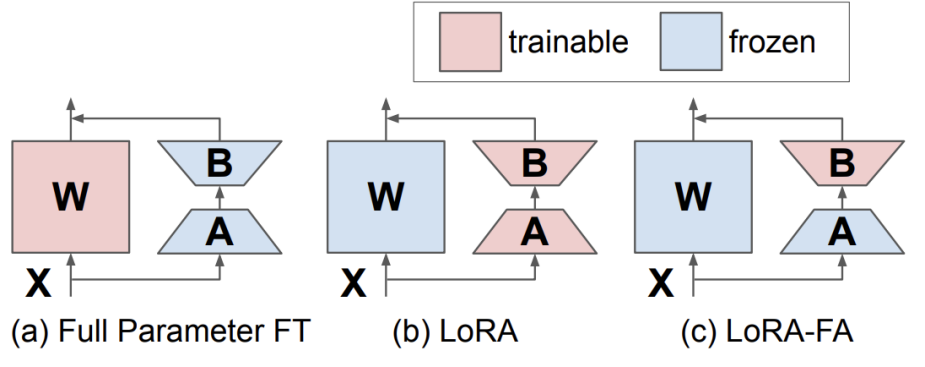 trainable frozen
B B B
W W W
A A A
X X X
(a) Full Parameter FT (b) LoRA (c) LoRA-FA